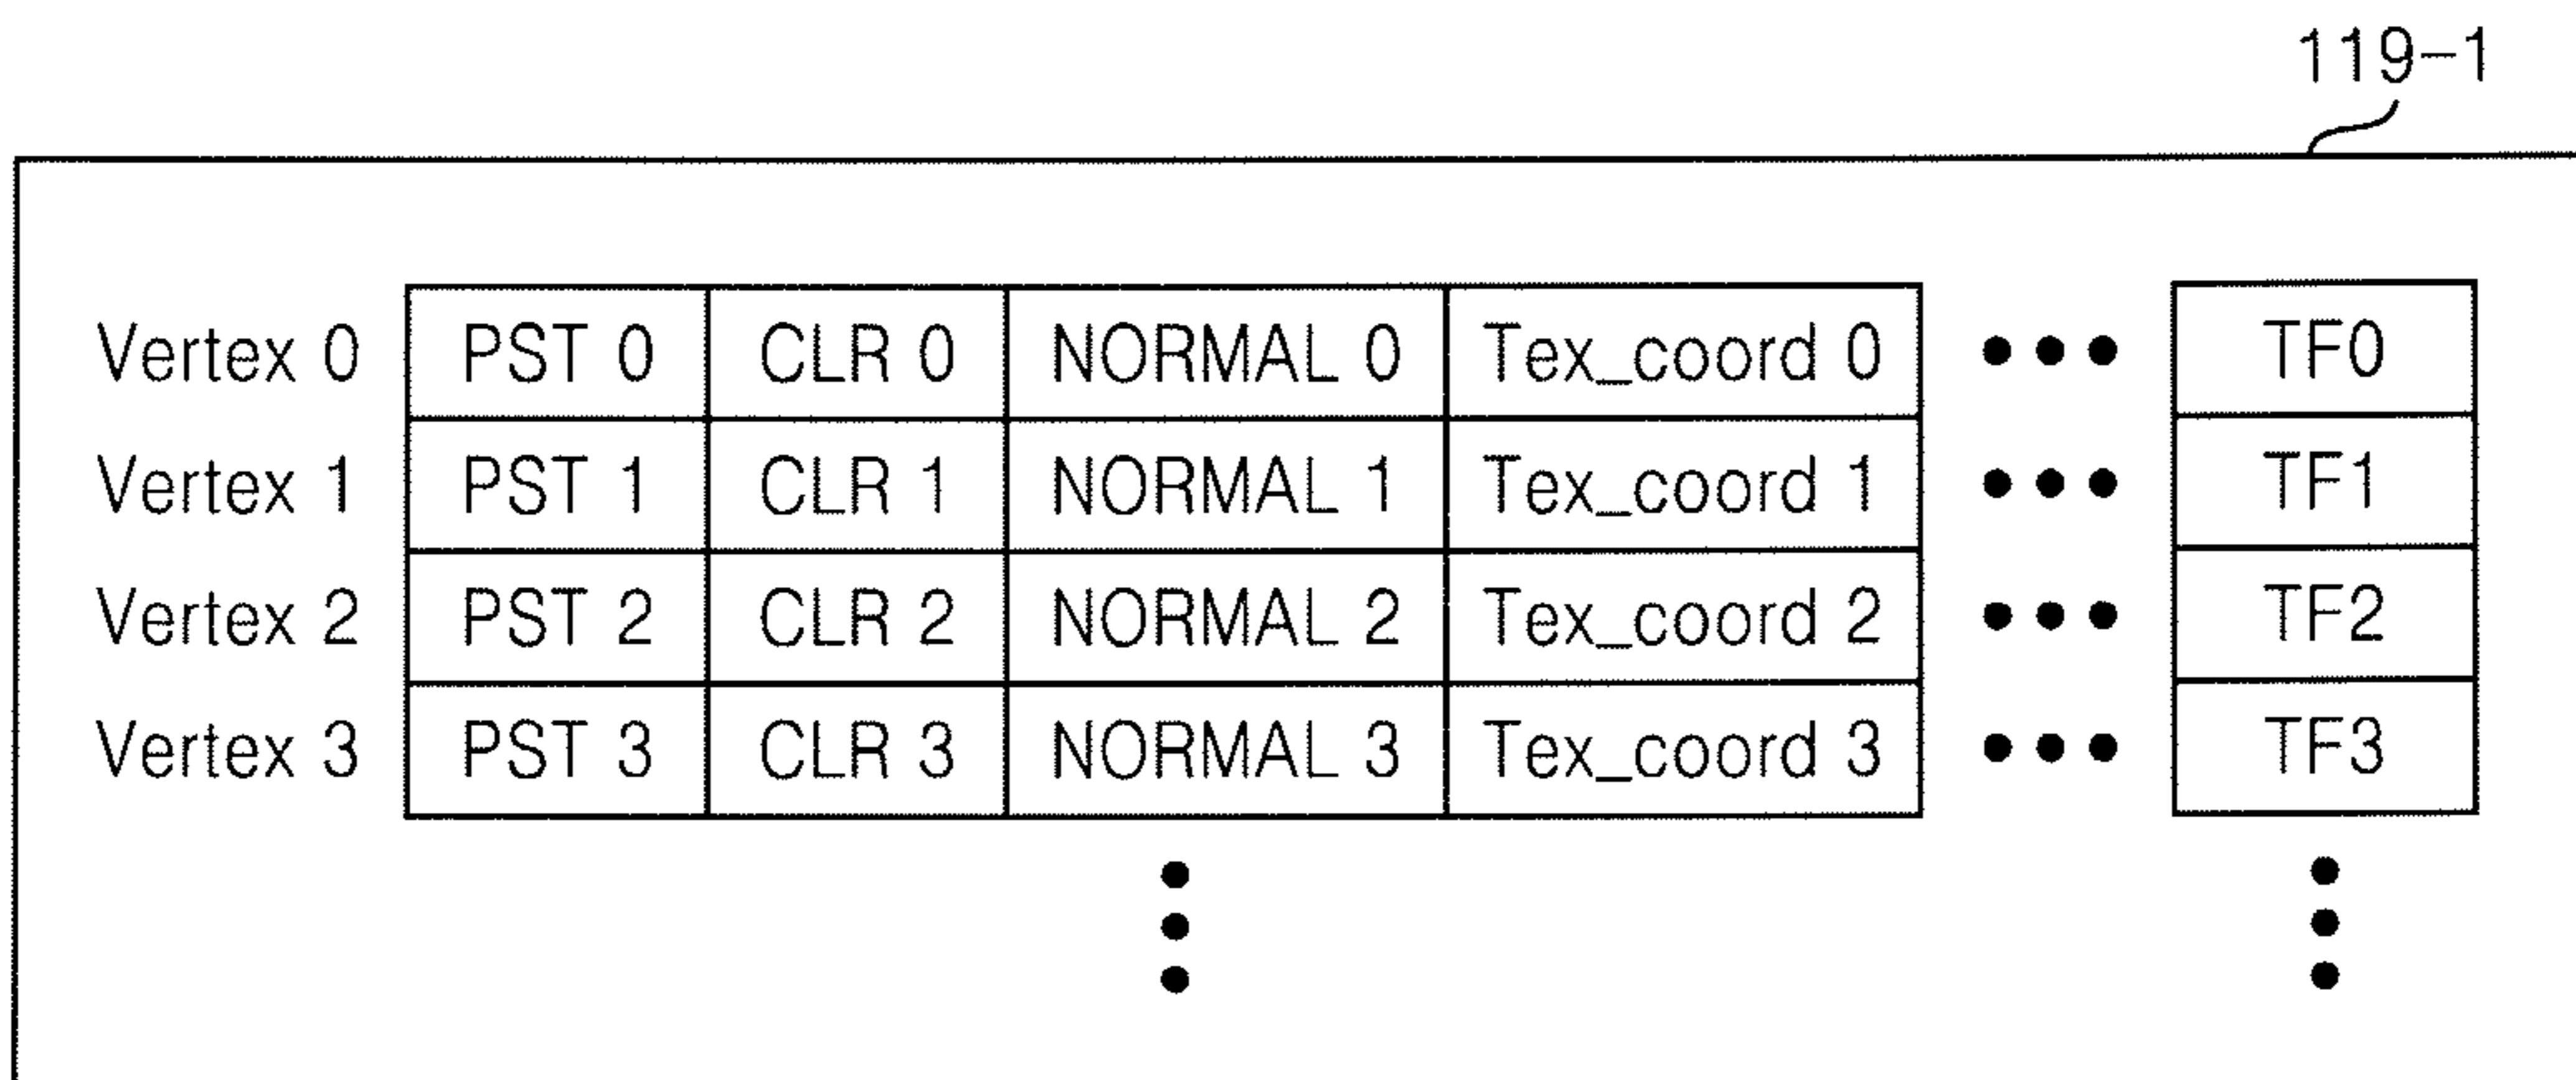 119-1
Vertex 0 PST 0 CLR 0 NORMAL 0 Tex_coord 0 ••• TF0
Vertex 1 PST 1 CLR 1 NORMAL 1 Tex_coord 1 ••• TF1
Vertex 2 PST 2 CLR 2 NORMAL 2 Tex_coord 2 ••• TF2
Vertex 3 PST 3 CLR 3 NORMAL 3 Tex_coord 3 ••• TF3